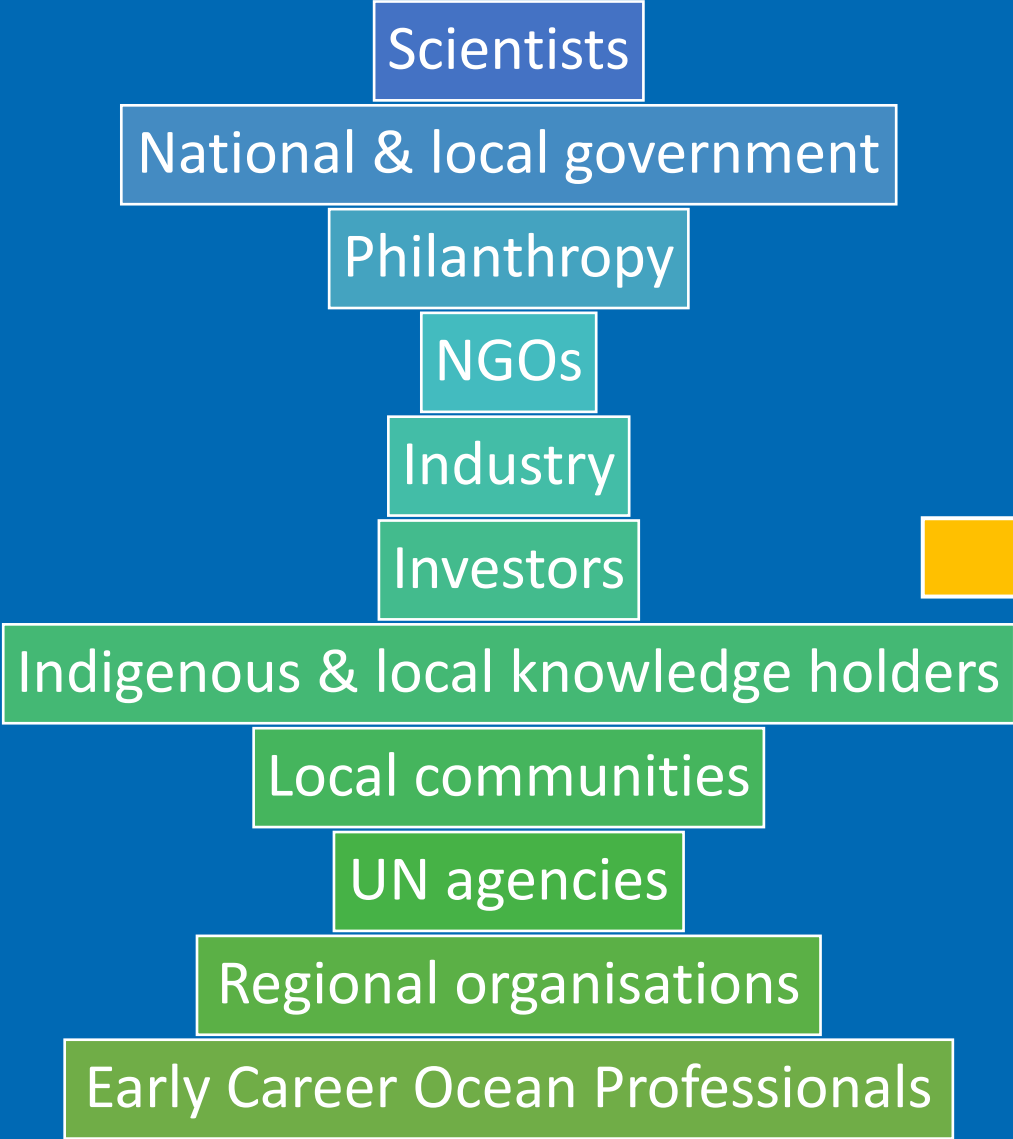 Scientists
National & local government
Philanthropy
NGOs
Industry
Investors
Indigenous & local knowledge holders
Local communities
UN agencies
Regional organisations
Early Career Ocean Professionals